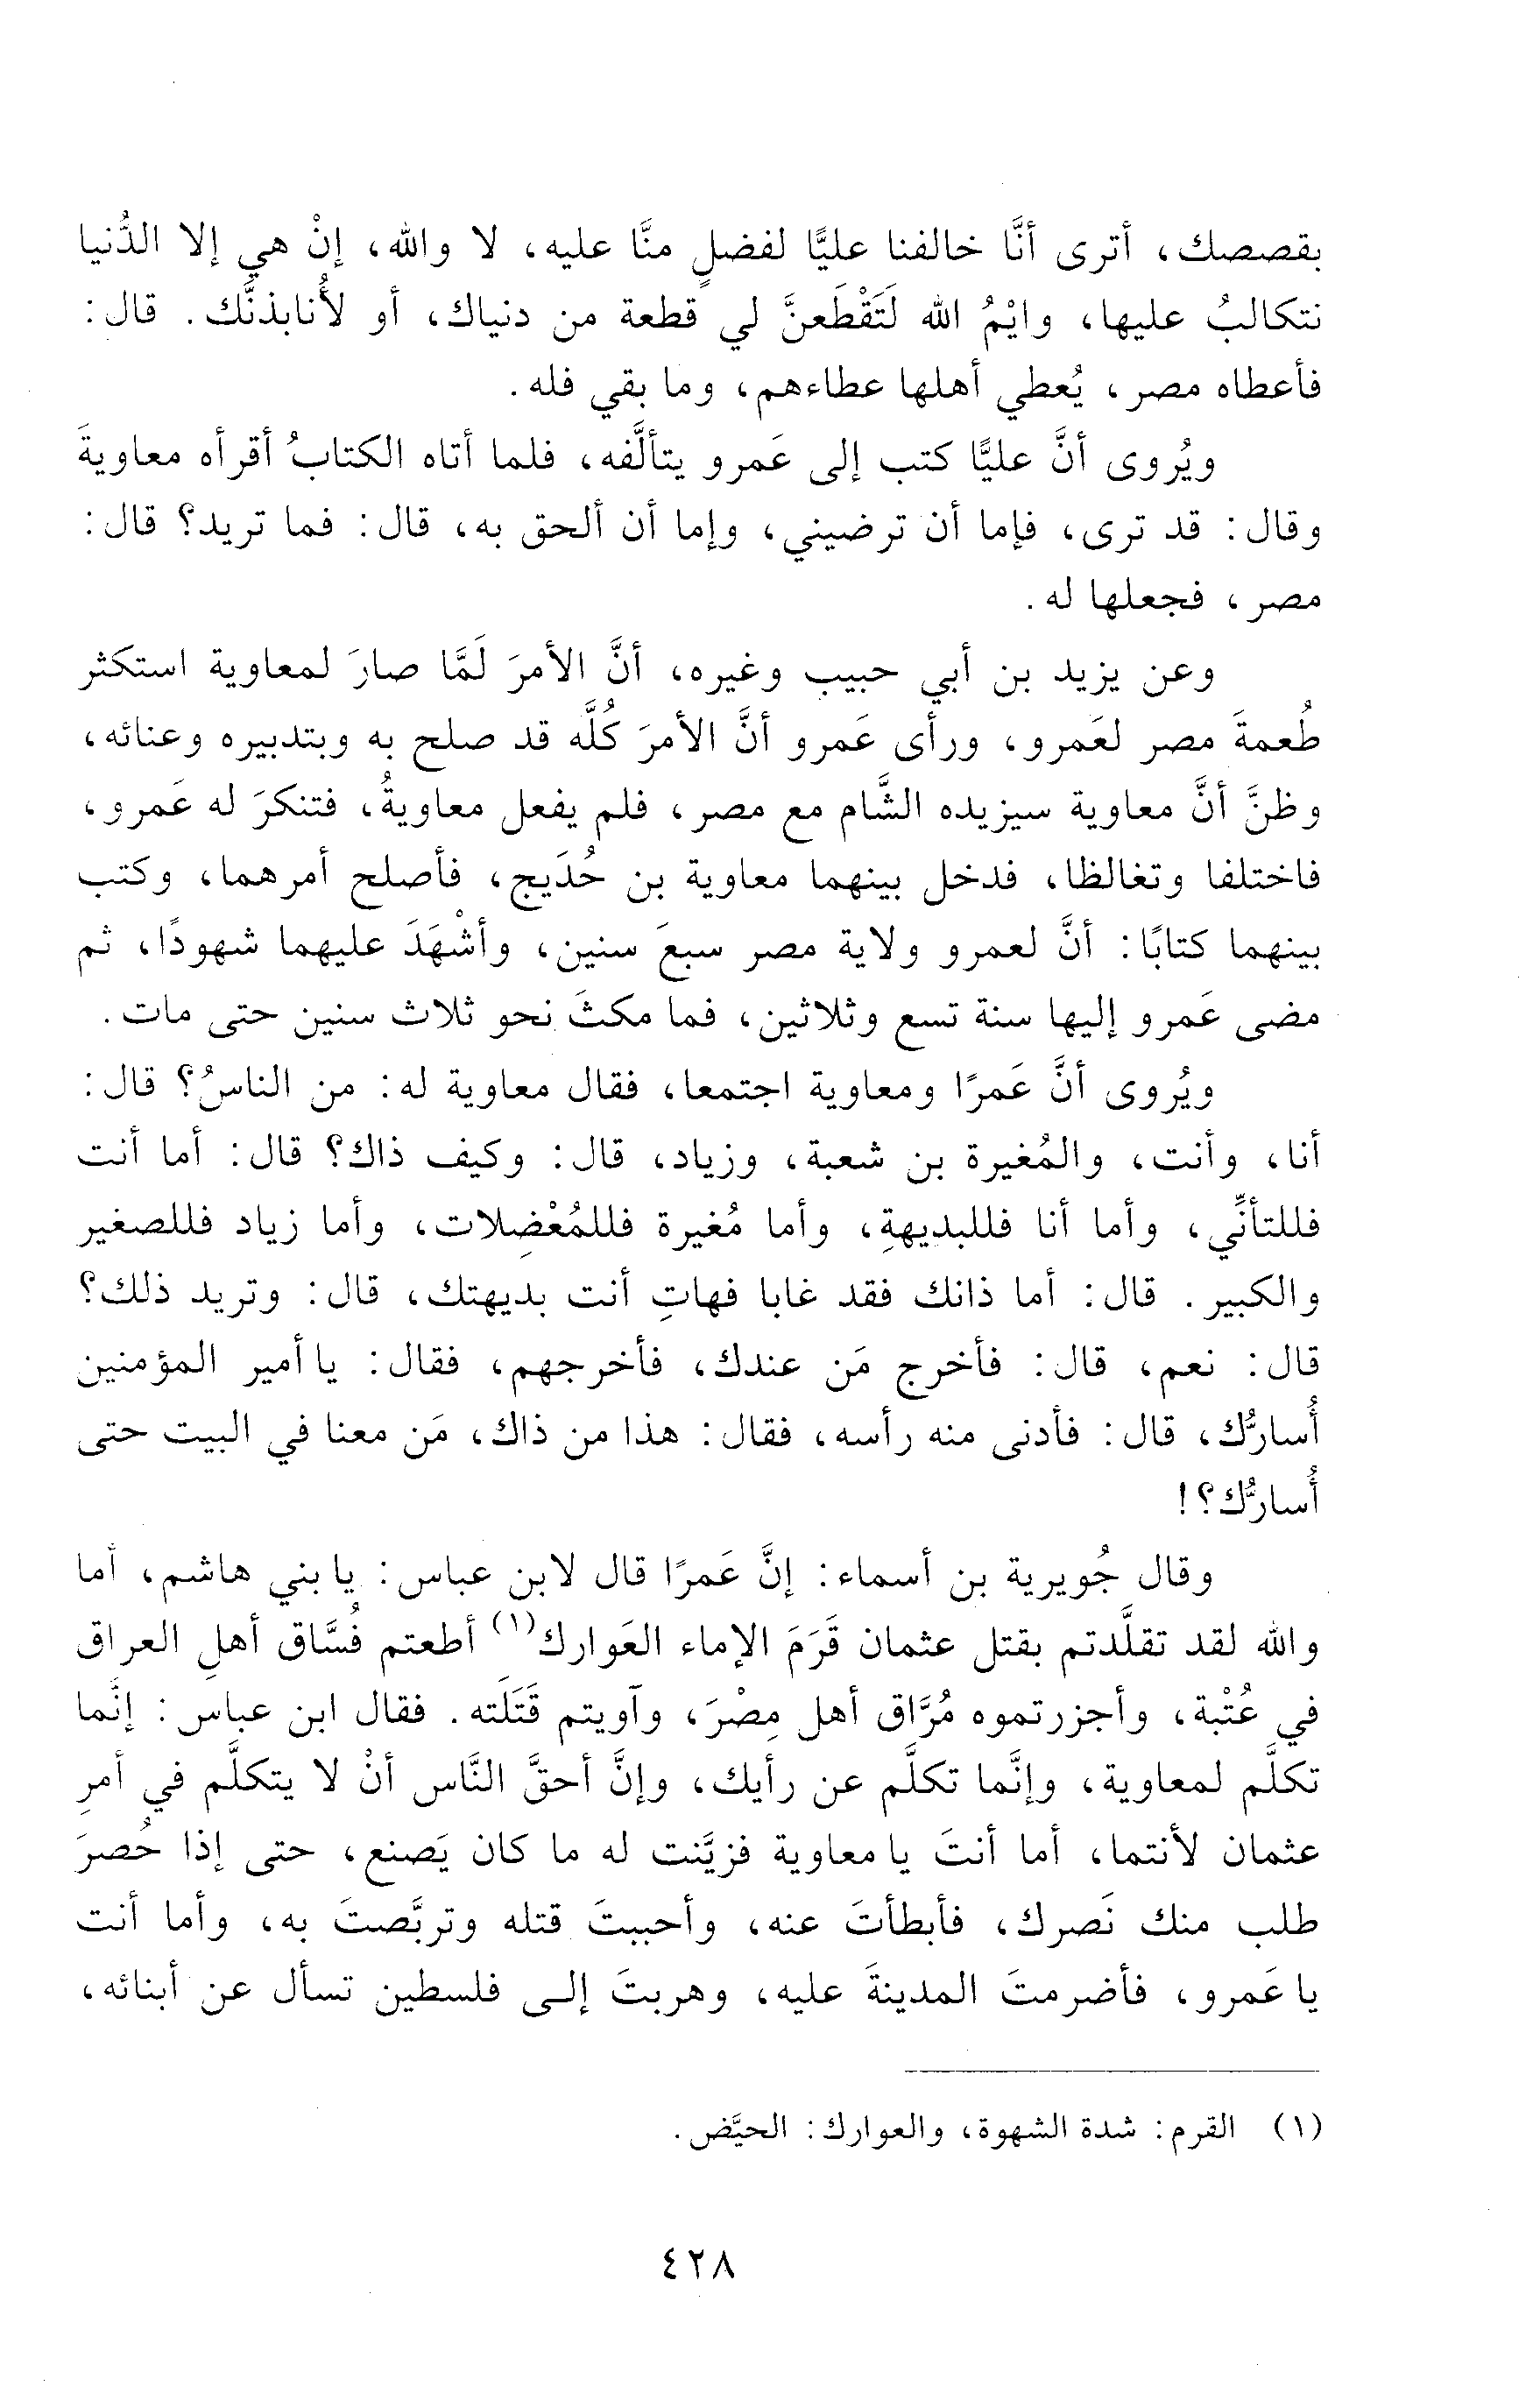 بقصصك، أترى أنَّا خالفنا عليًّا لفضلٍ منَّا عليه، لا والله، إنْ هي إلا الدُّنيا
نتكالبُ عليها، وايْمُ الله لَتَقْطَعنَّ لي قطعة من دنياك، أو لأُنابذنَّك. قال:
فأعطاه مصر، يُعطي أهلها عطاءهم، وما بقي فله.
ويُروى أنَّ عليًّا كتب إلى عَمرو يتألَّفه، فلما أتاه الكتابُ أقرأه معاويةَ
وقال: قد ترى، فإما أن ترضيني، وإما أن ألحق به، قال: فما تريد؟ قال:
مصر، فجعلها له.
وعن يزيد بن أبي حبيب وغيره، أنَّ الأمرَ لَمَّا صارَ لمعاوية استكثر
طُعمةَ مصر لعَمرو، ورأى عَمرو أنَّ الأمرَ كُلَّه قد صلح به وبتدبيره وعنائه،
وظنَّ أنَّ معاوية سيزيده الشَّام مع مصر، فلم يفعل معاويةُ، فتنكرَ له عَمرو،
فاختلفا وتغالظا، فدخل بينهما معاوية بن حُدَيج، فأصلح أمرهما، وكتب
بينهما كتابًا: أنَّ لعمرو ولاية مصر سبعَ سنين، وأشْهَدَ عليهما شهودًا، ثم
مضى عَمرو إليها سنة تسع وثلاثين، فما مكثَ نحو ثلاث سنين حتى مات.
ويُروى أنَّ عَمرًا ومعاوية اجتمعا، فقال معاوية له: من الناسُ؟ قال:
أنا، وأنت، والمُغيرة بن شعبة، وزياد، قال: وكيف ذاك؟ قال: أما أنت
فللتأنِّي، وأما أنا فللبديهةِ، وأما مُغيرة فللمُعْضِلات، وأما زياد فللصغير
والكبير. قال: أما ذانك فقد غابا فهاتِ أنت بديهتك، قال: وتريد ذلك؟
قال: نعم، قال: فأخرج مَن عندك، فأخرجهم، فقال: يا أمير المؤمنين
أُسارُّك، قال: فأدنى منه رأسه، فقال: هذا من ذاك، مَن معنا في البيت حتى
أُسارُّك؟!
وقال جُويرية بن أسماء: إنَّ عَمرًا قال لابن عباس: يا بني هاشم، أما
والله لقد تقلَّدتم بقتل عثمان قَرَمَ الإماء العَوارك(١) أطعتم فُسَّاق أهلِ العراق
في عُتْبة، وأجزرتموه مُرَّاق أهل مِصْرَ، وآويتم قَتَلَته. فقال ابن عباس: إنَّما
تكلَّم لمعاوية، وإنَّما تكلَّم عن رأيك، وإنَّ أحقَّ النَّاس أنْ لا يتكلَّم في أمرِ
عثمان لأنتما، أما أنتَ يا معاوية فزيَّنت له ما كان يَصنع، حتى إذا حُصرَ
طلب منك نَصرك، فأبطأتَ عنه، وأحببتَ قتله وتربَّصتَ به، وأما أنت
يا عَمرو، فأضرمتَ المدينةَ عليه، وهربتَ إلى فلسطين تسأل عن أبنائه،
(١) القرم: شدة الشهوة، والعوارك: الحيَّض.
٤٢٨